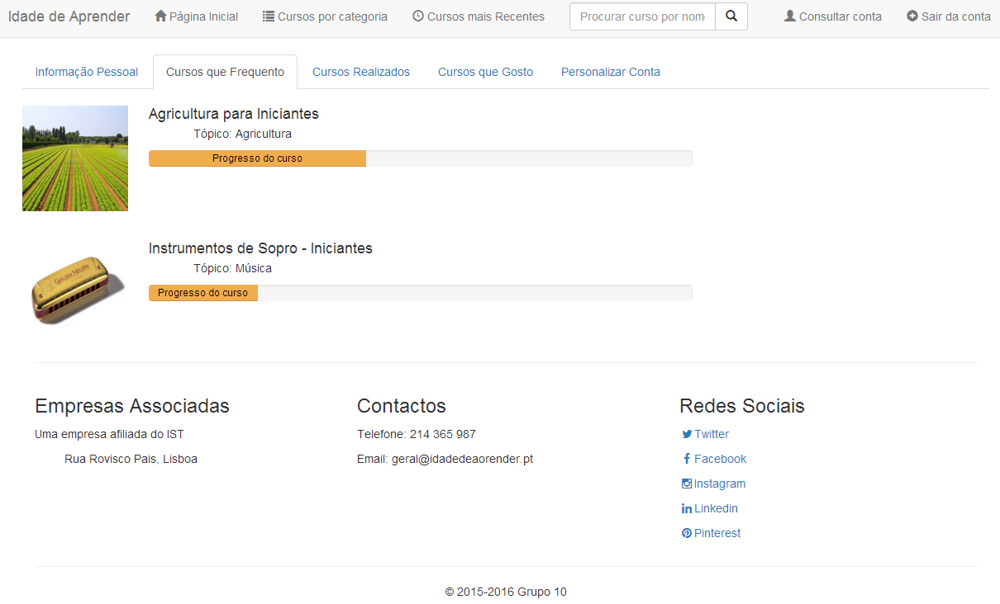 Idade de Aprender Página Inicial Cursos por categoria Cursos mais Recentes Procurar curso por nom Consultar conta Sair da conta
Informação Pessoal Cursos que Frequento Cursos Realizados Cursos que Gosto Personalizar Conta
Agricultura para Iniciantes
Tópico: Agricultura
Progresso do curso
Instrumentos de Sopro - Iniciantes
Tópico: Música
Progresso do curso
Empresas Associadas
Uma empresa afiliada do IST
Rua Rovisco Pais, Lisboa
Contactos
Telefone: 214 365 987
Email: geral@idadedeaorender.pt
Redes Sociais
Twitter
Facebook
Instagram
Linkedin
Pinterest
© 2015-2016 Grupo 10